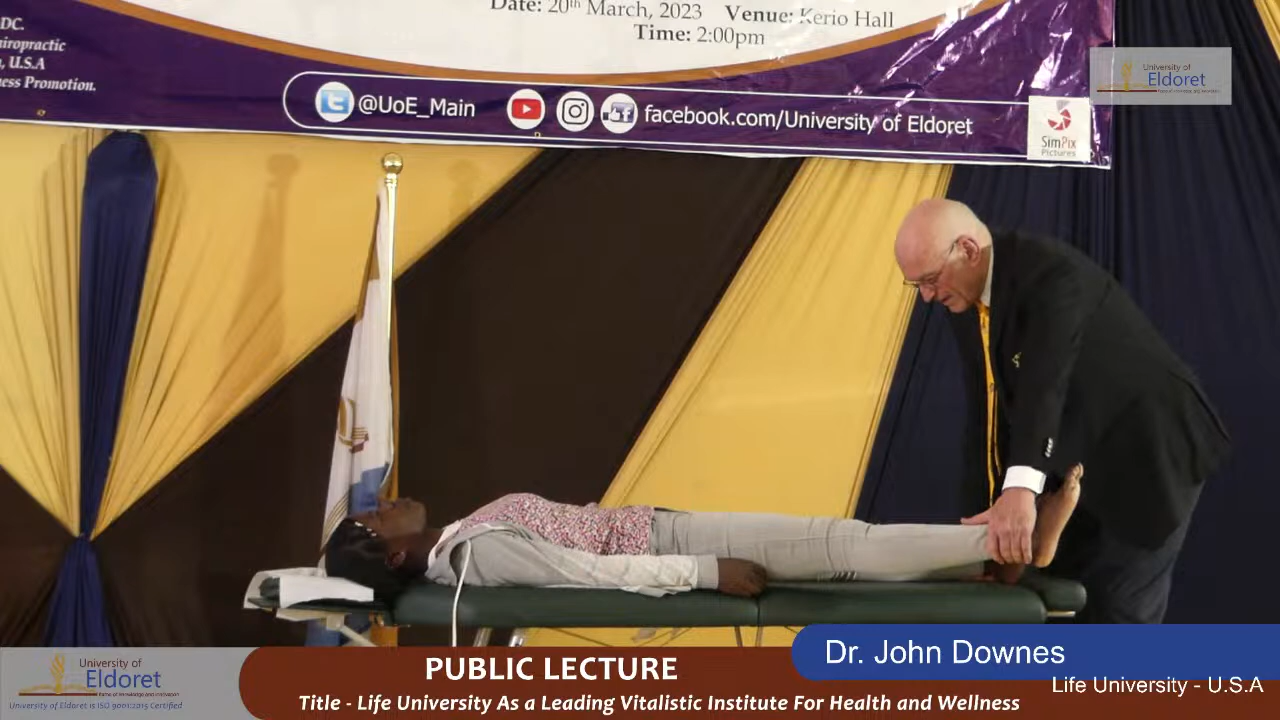 Date: 20th March, 2023 Venue: Kerio Hall
Time: 2:00pm
DC.
iropractic
, U.S.A
ess Promotion.
@UoE_Main
facebook.com/University of Eldoret
SimPix
Pictures
University of
Eldoret
University of
Eldoret
University of Eldoret is ISO 9001:2015 Certified
PUBLIC LECTURE
Title - Life University As a Leading Vitalistic Institute For Health and Wellness
Dr. John Downes
Life University - U.S.A